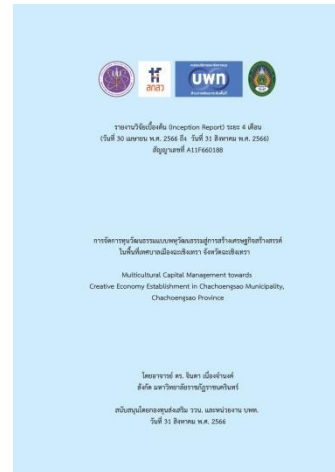 สกสว
บพท
รายงานวิจัยเบื้องต้น (Inception Report) ระยะ 4 เดือน
(วันที่ 30 เมษายน พ.ศ. 2566 ถึง วันที่ 31 สิงหาคม พ.ศ. 2566)
สัญญาเลขที่ A11F660188
การจัดการทุนวัฒนธรรมแบบพหุวัฒนธรรมสู่การสร้างเศรษฐกิจสร้างสรรค์
ในพื้นที่เทศบาลเมืองฉะเชิงเทรา จังหวัดฉะเชิงเทรา
Multicultural Capital Management towards
Creative Economy Establishment in Chachoengsao Municipality,
Chachoengsao Province
โดยอาจารย์ ดร. จินดา เนื่องจำนงค์
สังกัด มหาวิทยาลัยราชภัฏราชนครินทร์
สนับสนุนโดยกองทุนส่งเสริม ววน. และหน่วยงาน บพท.
วันที่ 31 สิงหาคม พ.ศ. 2566